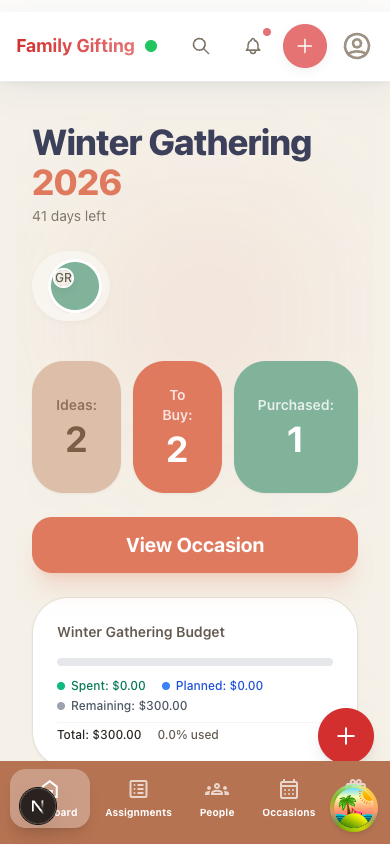 Family Gifting
Winter Gathering
2026
41 days left
GR
Ideas:
2
To
Buy:
2
Purchased:
1
View Occasion
Winter Gathering Budget
Spent: $0.00 Planned: $0.00
Remaining: $300.00
Total: $300.00 0.0% used
N
board Assignments People Occasions